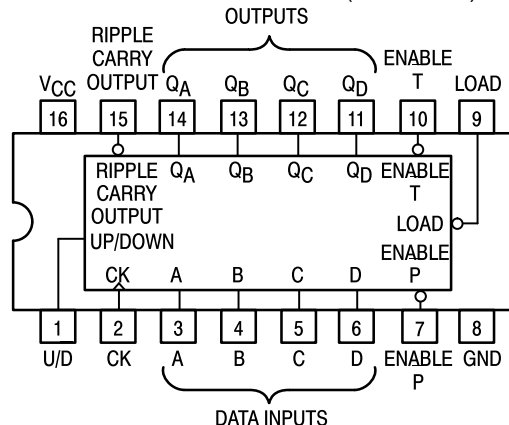 OUTPUTS
RIPPLE
CARRY
OUTPUT
VCC
QA
QB
QC
QD
ENABLE
T
LOAD
16
15
14
13
12
11
10
9
RIPPLE
CARRY
OUTPUT
QA
QB
QC
QD
ENABLE
T
UP/DOWN
LOAD
ENABLE
P
CK
A
B
C
D
1
2
3
4
5
6
7
8
U/D
CK
A
B
C
D
ENABLE
P
GND
DATA INPUTS